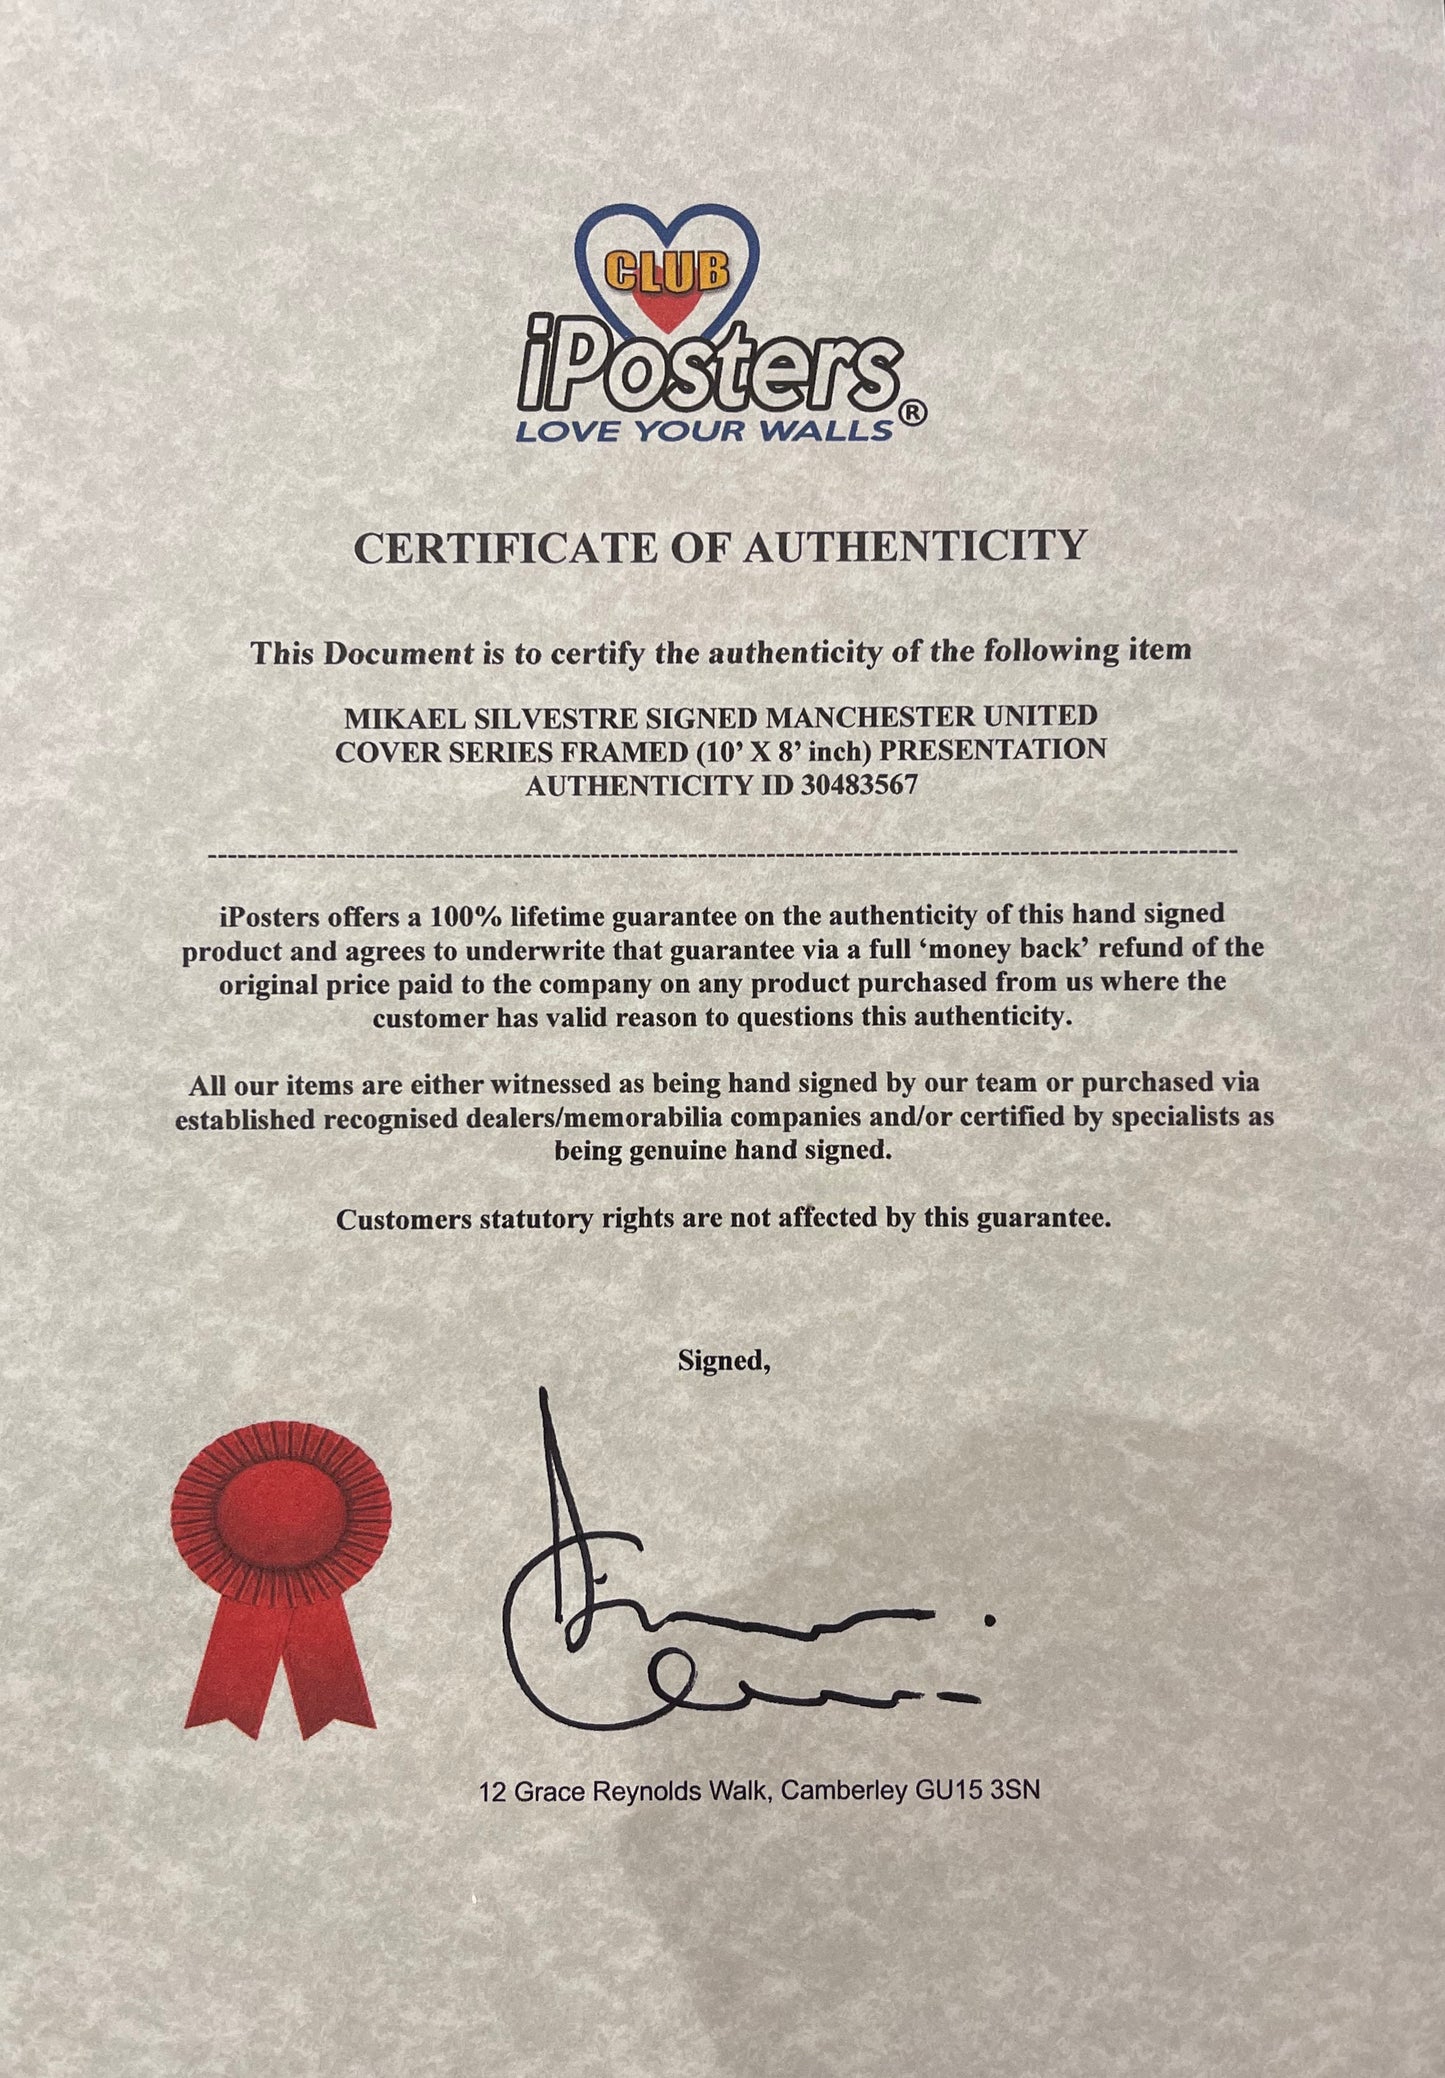 CLUB
iPosters®
LOVE YOUR WALLS
CERTIFICATE OF AUTHENTICITY
This Document is to certify the authenticity of the following item
MIKAEL SILVESTRE SIGNED MANCHESTER UNITED
COVER SERIES FRAMED (10’ X 8’ inch) PRESENTATION
AUTHENTICITY ID 30483567
iPosters offers a 100% lifetime guarantee on the authenticity of this hand signed
product and agrees to underwrite that guarantee via a full ‘money back’ refund of the
original price paid to the company on any product purchased from us where the
customer has valid reason to questions this authenticity.
All our items are either witnessed as being hand signed by our team or purchased via
established recognised dealers/memorabilia companies and/or certified by specialists as
being genuine hand signed.
Customers statutory rights are not affected by this guarantee.
Signed,
12 Grace Reynolds Walk, Camberley GU15 3SN